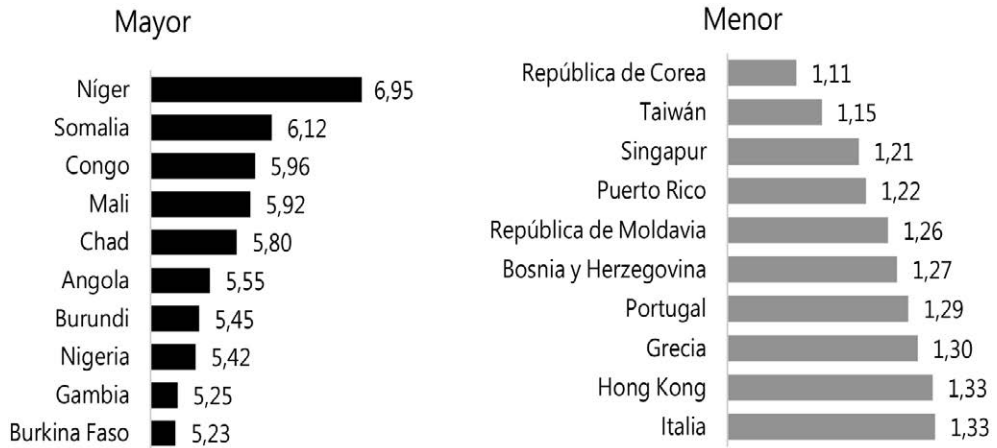 Mayor
Níger 6,95
Somalia 6,12
Congo 5,96
Mali 5,92
Chad 5,80
Angola 5,55
Burundi 5,45
Nigeria 5,42
Gambia 5,25
Burkina Faso 5,23
Menor
República de Corea 1,11
Taiwán 1,15
Singapur 1,21
Puerto Rico 1,22
República de Moldavia 1,26
Bosnia y Herzegovina 1,27
Portugal 1,29
Grecia 1,30
Hong Kong 1,33
Italia 1,33